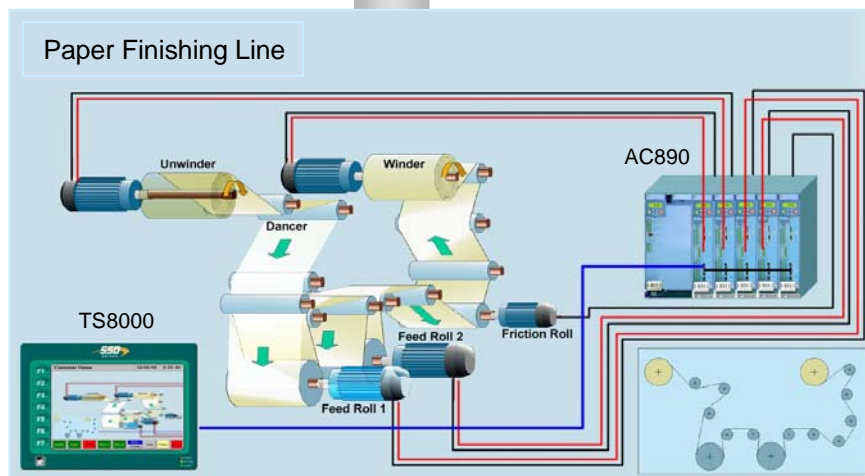 Paper Finishing Line
Unwinder
Winder
AC890
Dancer
TS8000
Friction Roll
Feed Roll 2
Feed Roll 1
SSD
F1
F2
F3
F4
F5
F6
F7